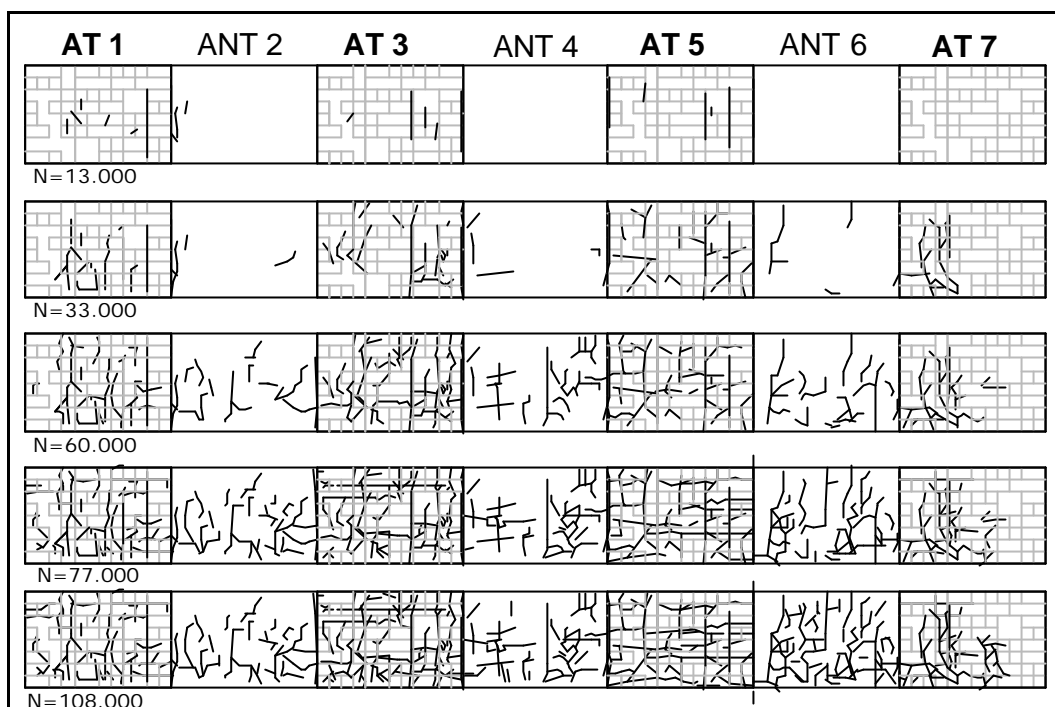 AT 1 ANT 2 AT 3 ANT 4 AT 5 ANT 6 AT 7
N=13.000
N=33.000
N=60.000
N=77.000
N=108.000